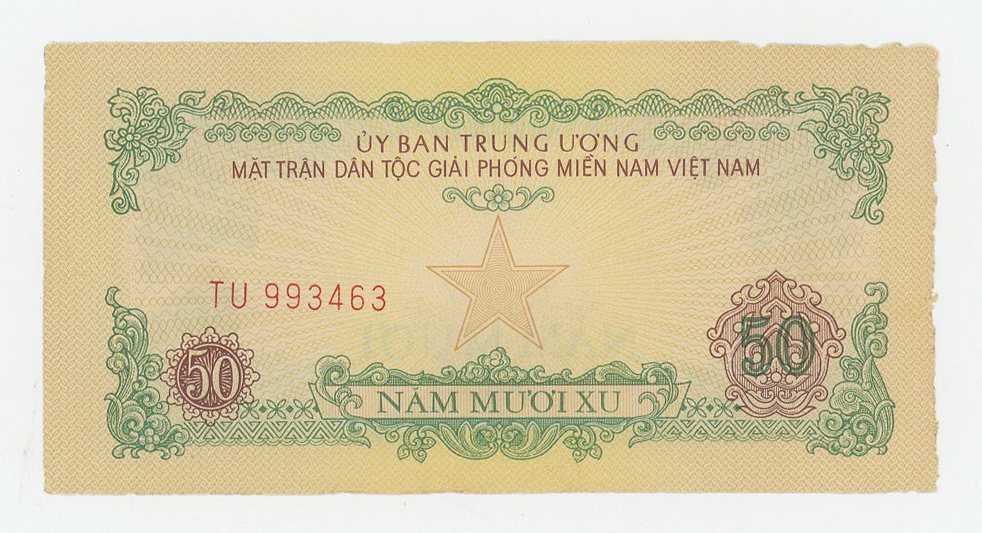 ỦY BAN TRUNG ƯƠNG
MẶT TRẬN DÂN TỘC GIẢI PHÓNG MIỀN NAM VIỆT NAM
TU 993463
50
50
NĂM MƯƠI XU